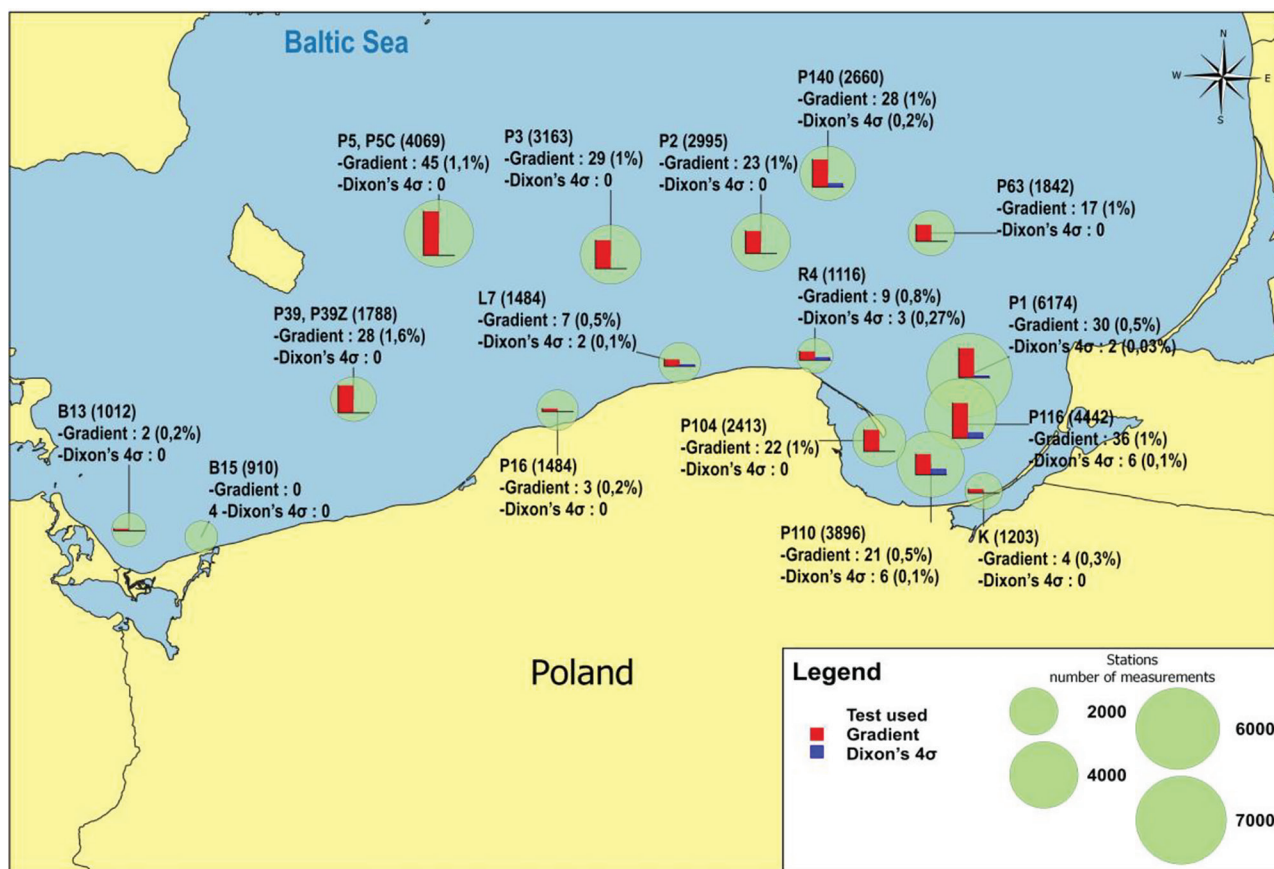 Baltic Sea
N
W
E
S
P140 (2660)
-Gradient : 28 (1%)
-Dixon's 4σ : 2 (0,2%)
P5, P5C (4069)
-Gradient : 45 (1,1%)
-Dixon's 4σ : 0
P3 (3163)
-Gradient : 29 (1%)
-Dixon's 4σ : 0
P2 (2995)
-Gradient : 23 (1%)
-Dixon's 4σ : 0
P63 (1842)
-Gradient : 17 (1%)
-Dixon's 4σ : 0
R4 (1116)
-Gradient : 9 (0,8%)
-Dixon's 4σ : 3 (0,27%)
P1 (6174)
-Gradient : 30 (0,5%)
-Dixon's 4σ : 2 (0,03%)
L7 (1484)
-Gradient : 7 (0,5%)
-Dixon's 4σ : 2 (0,1%)
P39, P39Z (1788)
-Gradient : 28 (1,6%)
-Dixon's 4σ : 0
B13 (1012)
-Gradient : 2 (0,2%)
-Dixon's 4σ : 0
B15 (910)
-Gradient : 0
4 -Dixon's 4σ : 0
P16 (1484)
-Gradient : 3 (0,2%)
-Dixon's 4σ : 0
P104 (2413)
-Gradient : 22 (1%)
-Dixon's 4σ : 0
P116 (4442)
-Gradient : 36 (1%)
-Dixon's 4σ : 6 (0,1%)
P110 (3896)
-Gradient : 21 (0,5%)
-Dixon's 4σ : 6 (0,1%)
K (1203)
-Gradient : 4 (0,3%)
-Dixon's 4σ : 0
Poland
Legend
Test used
Gradient
Dixon's 4σ
Stations
number of measurements
2000
4000
6000
7000